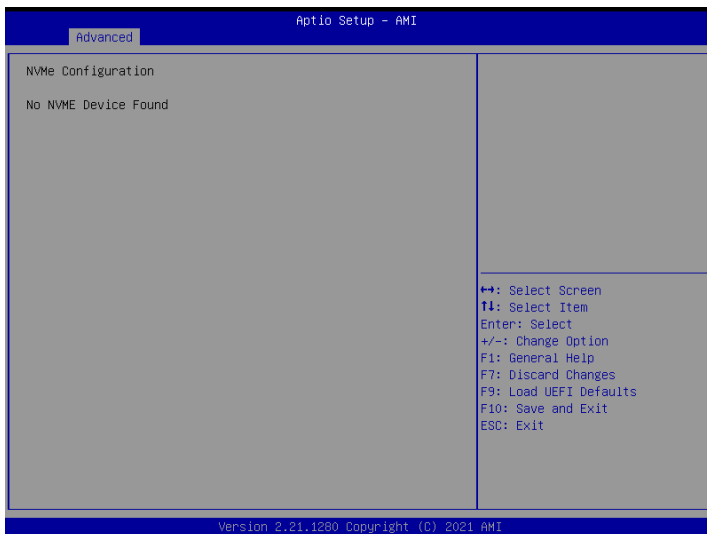 Aptio Setup – AMI
Advanced
NVMe Configuration
No NVME Device Found
↔: Select Screen
↑↓: Select Item
Enter: Select
+/-: Change Option
F1: General Help
F7: Discard Changes
F9: Load UEFI Defaults
F10: Save and Exit
ESC: Exit
Version 2.21.1280 Copyright (C) 2021 AMI